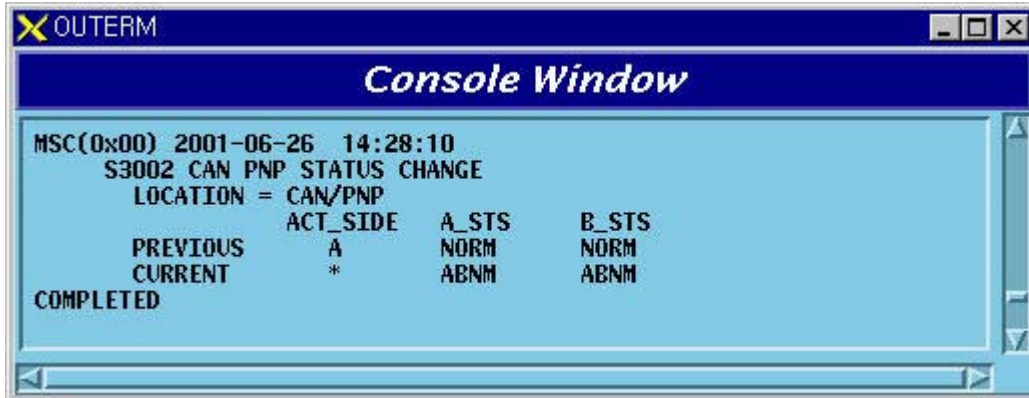 OUTERM
Console Window
MSC(0x00) 2001-06-26 14:28:10
S3002 CAN PNP STATUS CHANGE
LOCATION = CAN/PNP
ACT_SIDE A_STS B_STS
PREVIOUS A NORM NORM
CURRENT * ABNM ABNM
COMPLETED